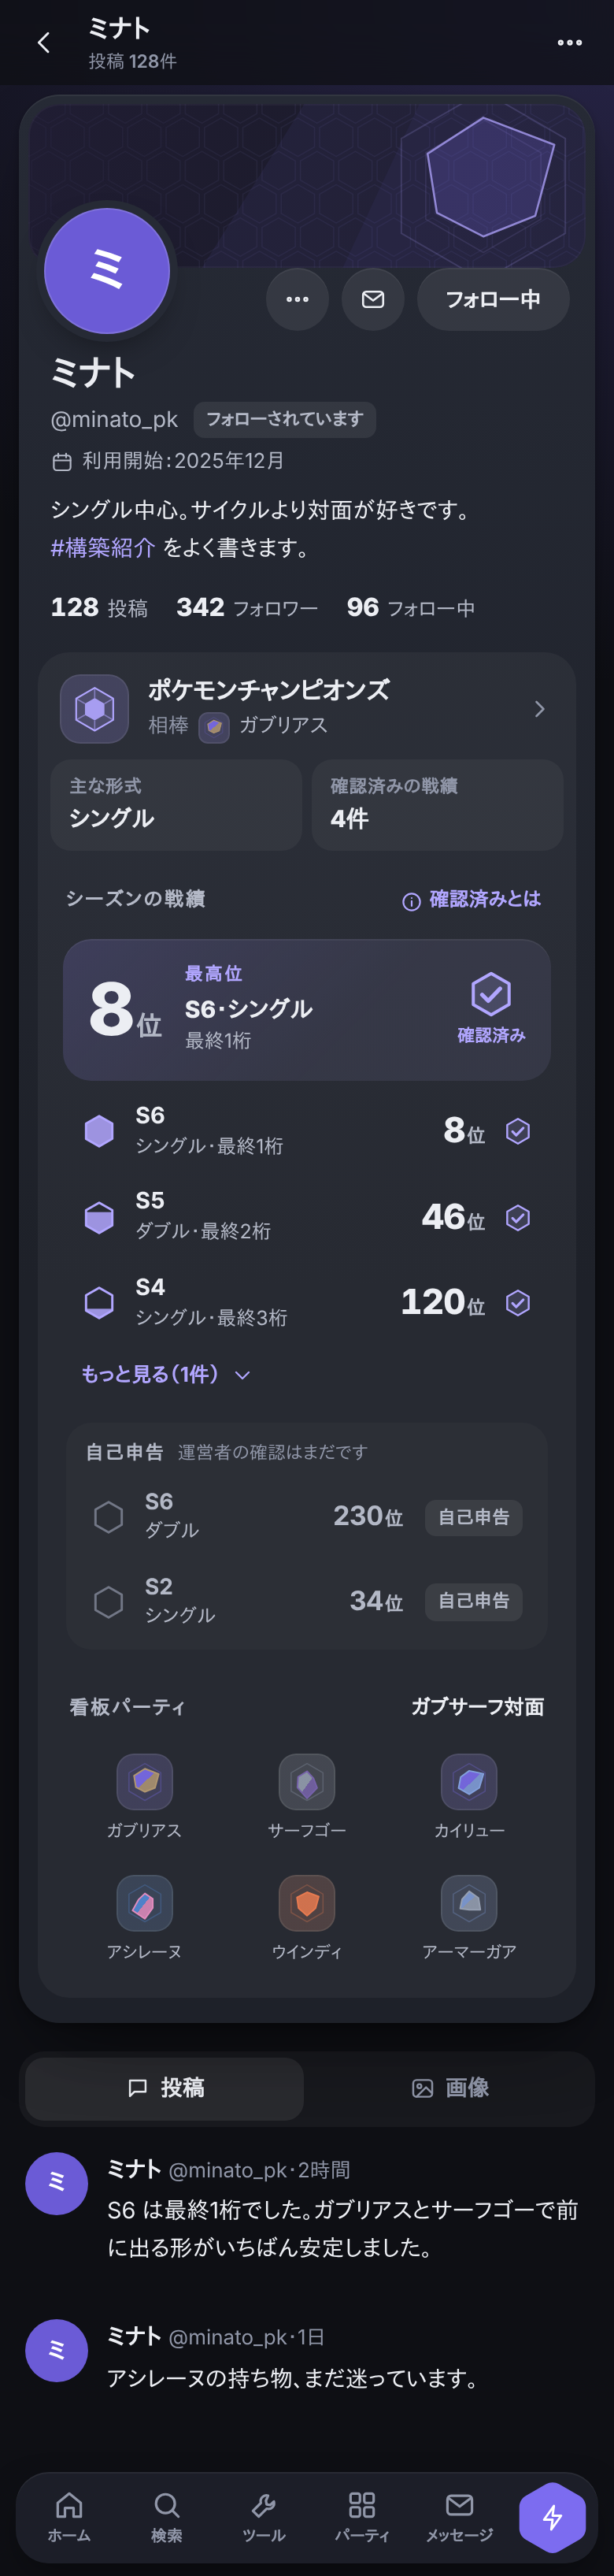 ミナト
投稿 128件
ミ
フォロー中
ミナト
@minato_pk フォローされています
利用開始：2025年12月
シングル中心。サイクルより対面が好きです。
#構築紹介 をよく書きます。
128 投稿 342 フォロワー 96 フォロー中
ポケモンチャンピオンズ
相棒 ガブリアス
主な形式
シングル
確認済みの戦績
4件
シーズンの戦績 確認済みとは
8位
最高位
S6・シングル
最終1桁
確認済み
S6
シングル・最終1桁
8位
S5
ダブル・最終2桁
46位
S4
シングル・最終3桁
120位
もっと見る（1件）
自己申告 運営者の確認はまだです
S6
ダブル
230位 自己申告
S2
シングル
34位 自己申告
看板パーティ ガブサーフ対面
ガブリアス サーフゴー カイリュー
アシレーヌ ウインディ アーマーガア
投稿 画像
ミ
ミナト @minato_pk・2時間
S6 は最終1桁でした。ガブリアスとサーフゴーで前
に出る形がいちばん安定しました。
ミ
ミナト @minato_pk・1日
アシレーヌの持ち物、まだ迷っています。
ホーム 検索 ツール パーティ メッセージ